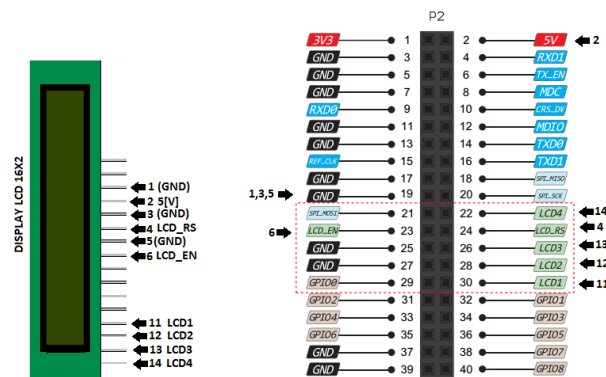 P2
3V3 1 2 5V 2
GND 3 4 RXD1
GND 5 6 TX_EN
GND 7 8 MDC
RXD0 9 10 CRS_DV
GND 11 12 MDIO
GND 13 14 TXD0
REF_CLK 15 16 TXD1
GND 17 18 SPI_MISO
1,3,5 GND 19 20 SPI_SCK
SPI_MOSI 21 22 LCD4 14
6 LCD_EN 23 24 LCD_RS 4
GND 25 26 LCD3 13
GND 27 28 LCD2 12
GPIO0 29 30 LCD1 11
GPIO2 31 32 GPIO1
GPIO4 33 34 GPIO3
GPIO6 35 36 GPIO5
GND 37 38 GPIO7
GND 39 40 GPIO8
DISPLAY LCD 16X2
1 (GND)
2 5[V]
3 (GND)
4 LCD_RS
5(GND)
6 LCD_EN
11 LCD1
12 LCD2
13 LCD3
14 LCD4